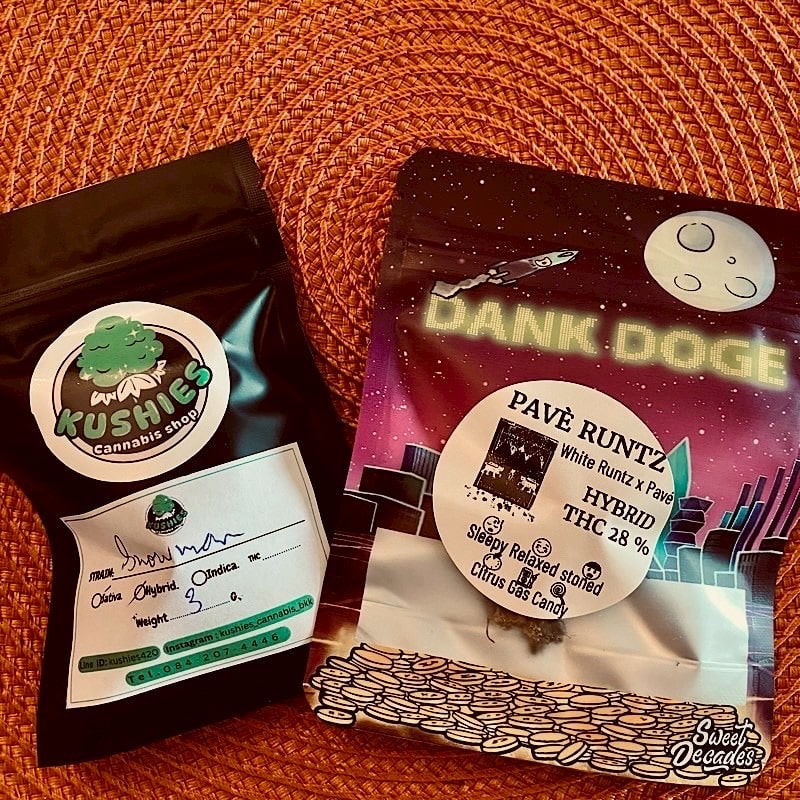 KUSHIES
Cannabis shop
KUSHIES
STRAIN: Snowman
Sativa Hybrid. Indica. THC
Weight 3 G.
Line ID: kushies420 Instagram : kushies_cannabis_bkk
Tel. 084-207-4446
DANK DOGE
PAVÈ RUNTZ
White Runtz x Pavé
HYBRID
THC 28 %
Sleepy Relaxed stoned
Citrus Gas Candy
Sweet
Decades